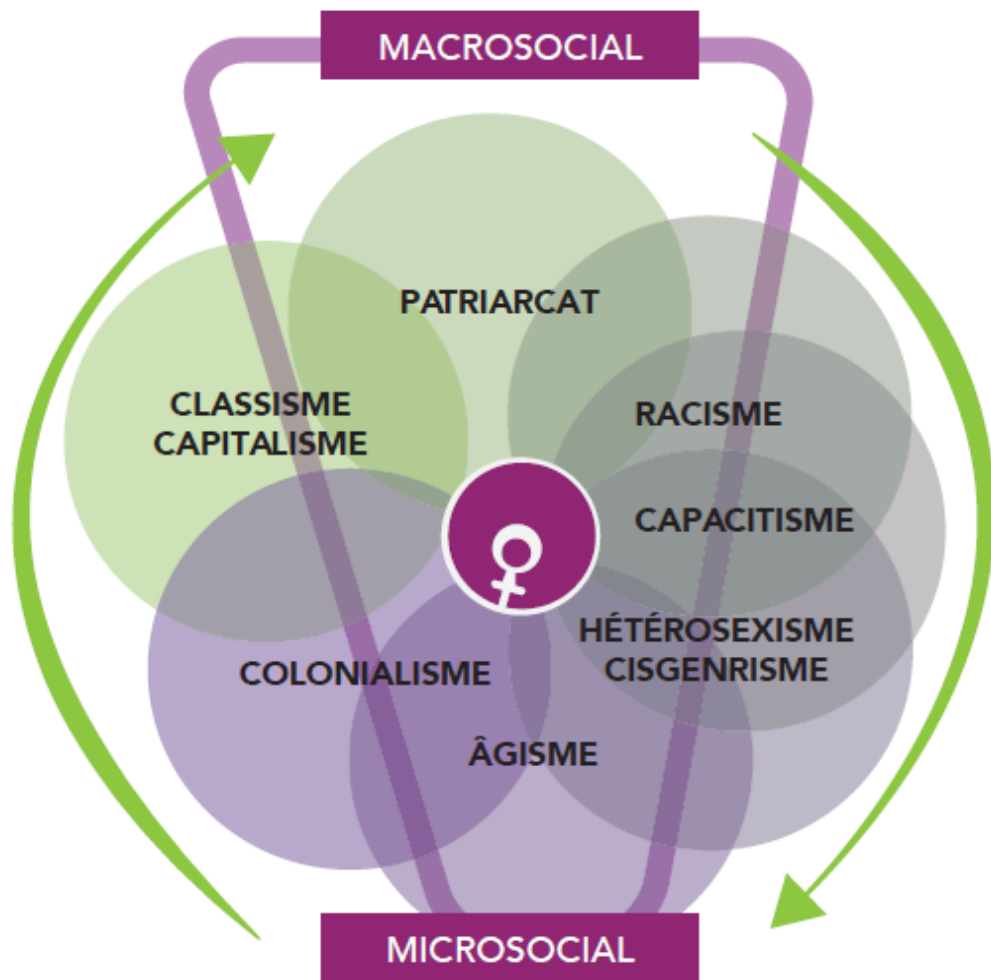 MACROSOCIAL
PATRIARCAT
CLASSISME
CAPITALISME
RACISME
CAPACITISME
HÉTÉROSEXISME
CISGENRISME
COLONIALISME
ÂGISME
MICROSOCIAL